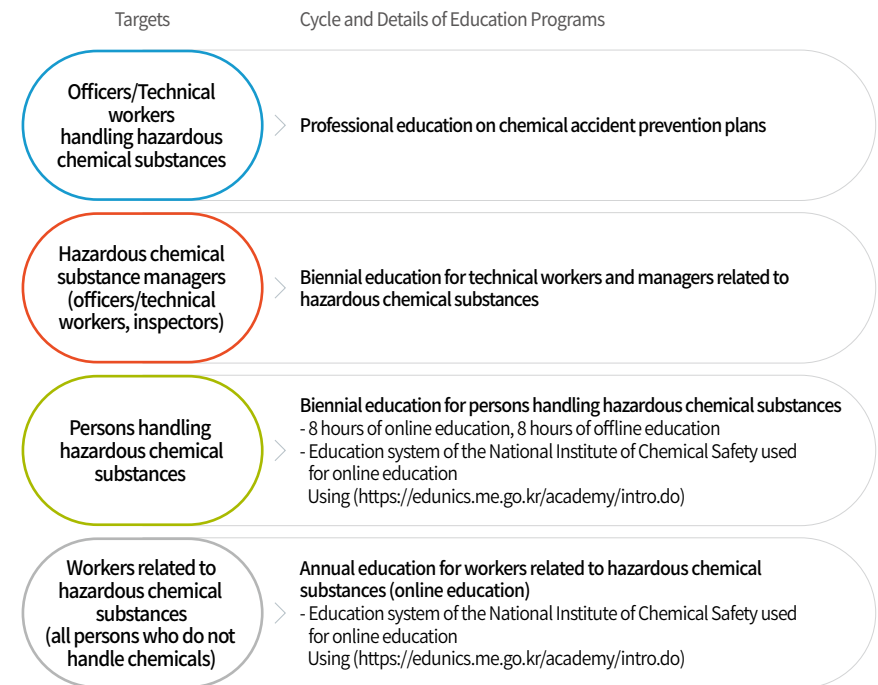 Targets
Cycle and Details of Education Programs
Officers/Technical
workers
handling hazardous
chemical substances
Professional education on chemical accident prevention plans
Hazardous chemical
substance managers
(officers/technical
workers, inspectors)
Biennial education for technical workers and managers related to
hazardous chemical substances
Persons handling
hazardous chemical
substances
Biennial education for persons handling hazardous chemical substances
- 8 hours of online education, 8 hours of offline education
- Education system of the National Institute of Chemical Safety used
for online education
Using (https://edunics.me.go.kr/academy/intro.do)
Workers related to
hazardous chemical
substances
(all persons who do not
handle chemicals)
Annual education for workers related to hazardous chemical
substances (online education)
- Education system of the National Institute of Chemical Safety used
for online education
Using (https://edunics.me.go.kr/academy/intro.do)